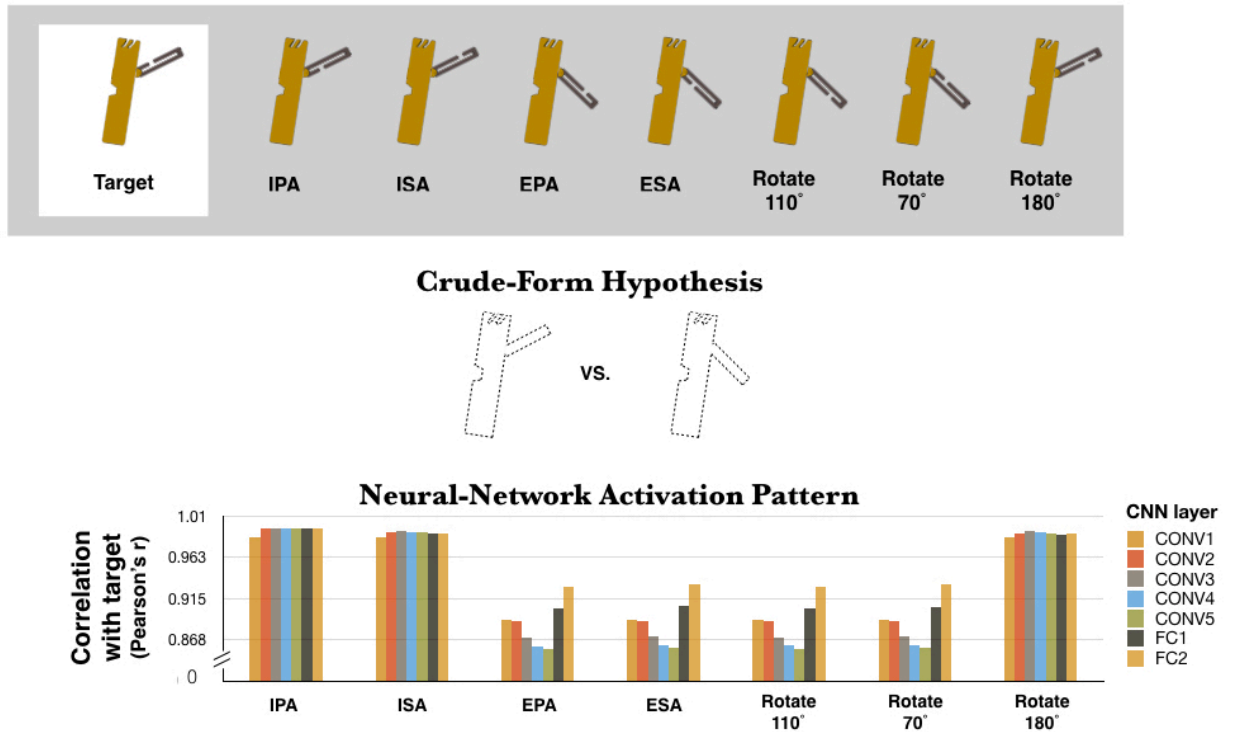 Target
IPA
ISA
EPA
ESA
Rotate
110°
Rotate
70°
Rotate
180°
Crude-Form Hypothesis
VS.
Neural-Network Activation Pattern
Correlation
with target
(Pearson's r)
1.01
0.963
0.915
0.868
0
IPA
ISA
EPA
ESA
Rotate
110°
Rotate
70°
Rotate
180°
CNN layer
CONV1
CONV2
CONV3
CONV4
CONV5
FC1
FC2